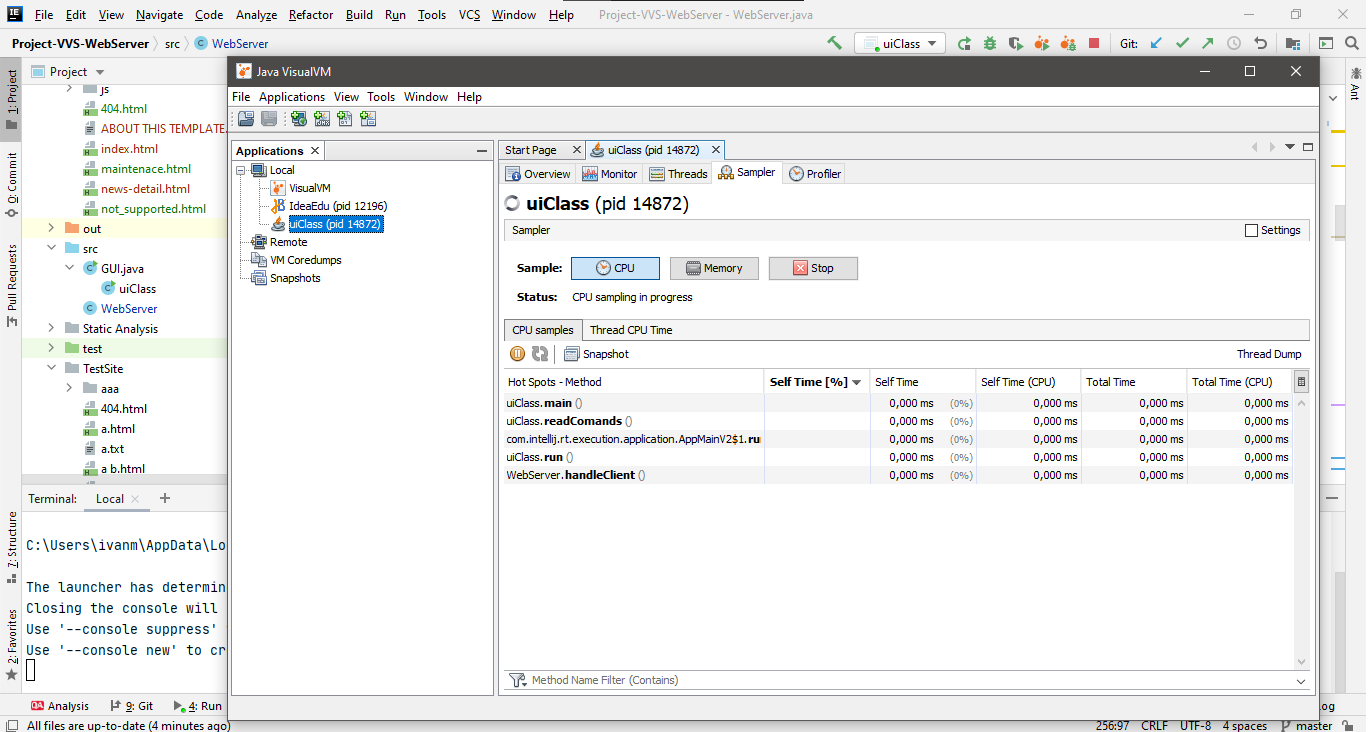 File Edit View Navigate Code Analyze Refactor Build Run Tools VCS Window Help Project-VVS-WebServer - WebServer.java
Project-VVS-WebServer src WebServer uiClass Git:
Project
js
404.html
ABOUT THIS TEMPLATE.
index.html
maintenace.html
news-detail.html
not_supported.html
out
src
GUI.java
uiClass
WebServer
Static Analysis
test
TestSite
aaa
404.html
a.html
a.txt
a b.html
1: Project
0: Commit
Pull Requests
7: Structure
2: Favorites
Ant
Terminal: Local
C:\Users\ivanm\AppData\Lo
The launcher has determin
Closing the console will
Use '--console suppress'
Use '--console new' to cr
Java VisualVM
File Applications View Tools Window Help
Applications
Local
VisualVM
IdeaEdu (pid 12196)
uiClass (pid 14872)
Remote
VM Coredumps
Snapshots
Start Page uiClass (pid 14872)
Overview Monitor Threads Sampler Profiler
uiClass (pid 14872)
Sampler Settings
Sample: CPU Memory Stop
Status: CPU sampling in progress
CPU samples Thread CPU Time
Snapshot Thread Dump
Hot Spots - Method Self Time [%] Self Time Self Time (CPU) Total Time Total Time (CPU)
uiClass.main () 0,000 ms (0%) 0,000 ms 0,000 ms 0,000 ms
uiClass.readComands () 0,000 ms (0%) 0,000 ms 0,000 ms 0,000 ms
com.intellij.rt.execution.application.AppMainV2$1.ru 0,000 ms (0%) 0,000 ms 0,000 ms 0,000 ms
uiClass.run () 0,000 ms (0%) 0,000 ms 0,000 ms 0,000 ms
WebServer.handleClient () 0,000 ms (0%) 0,000 ms 0,000 ms 0,000 ms
Method Name Filter (Contains)
Analysis 9: Git 4: Run
All files are up-to-date (4 minutes ago) 256:97 CRLF UTF-8 4 spaces master